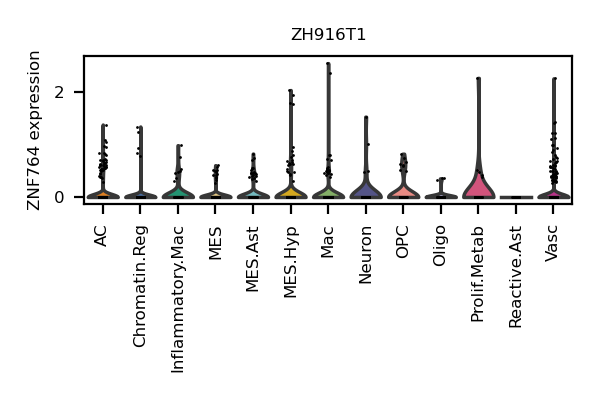 ZH916T1
ZNF764 expression
2
0
AC
Chromatin.Reg
Inflammatory.Mac
MES
MES.Ast
MES.Hyp
Mac
Neuron
OPC
Oligo
Prolif.Metab
Reactive.Ast
Vasc